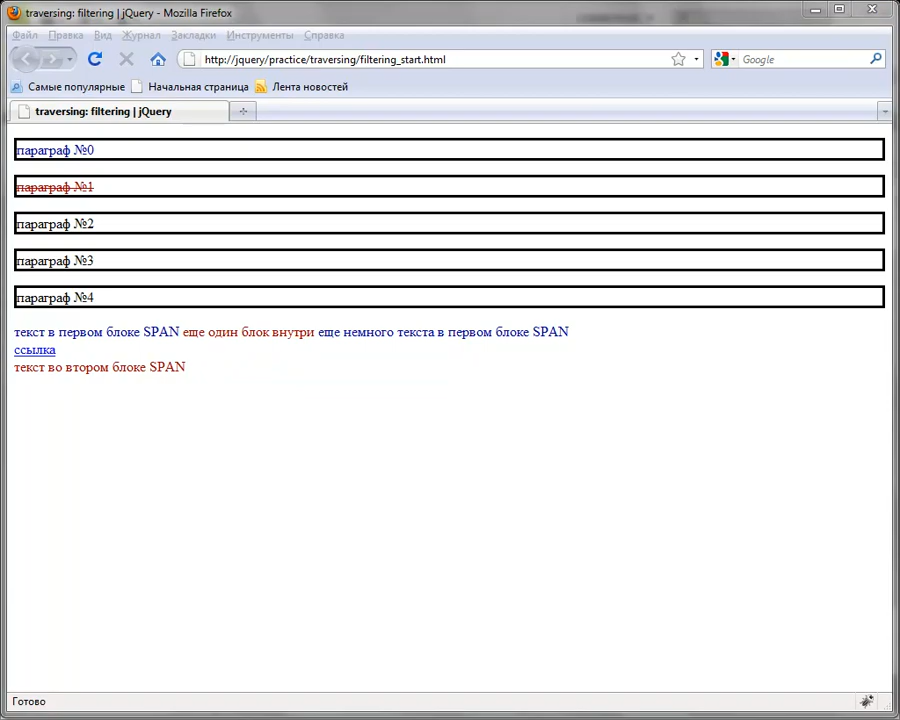 traversing: filtering | jQuery - Mozilla Firefox
Файл Правка Вид Журнал Закладки Инструменты Справка
http://jquery/practice/traversing/filtering_start.html Google
Самые популярные Начальная страница Лента новостей
traversing: filtering | jQuery
параграф №0
параграф №1
параграф №2
параграф №3
параграф №4
текст в первом блоке SPAN еще один блок внутри еще немного текста в первом блоке SPAN
ссылка
текст во втором блоке SPAN
Готово